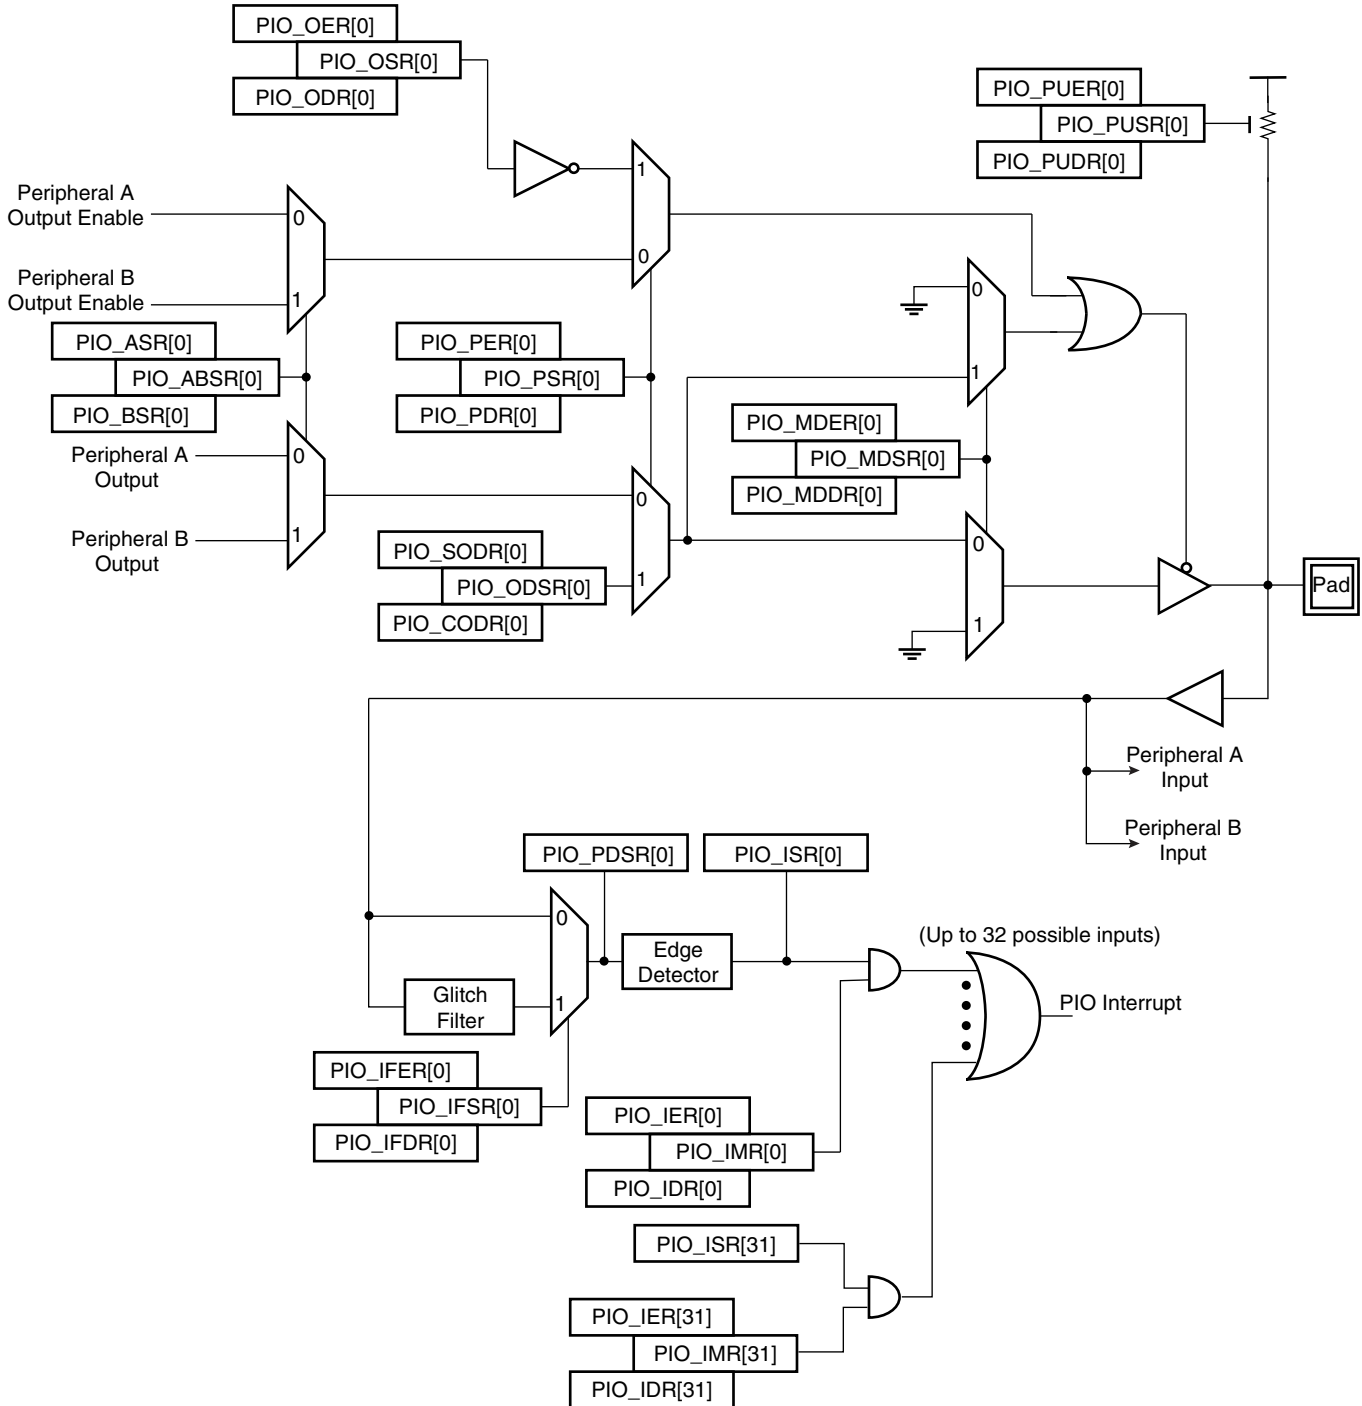 PIO_OER[0]
PIO_OSR[0]
PIO_ODR[0]
PIO_PUER[0]
PIO_PUSR[0]
PIO_PUDR[0]
1
Peripheral A
Output Enable
0
0
Peripheral B
Output Enable
1
0
PIO_ASR[0]
PIO_ABSR[0]
PIO_BSR[0]
PIO_PER[0]
PIO_PSR[0]
PIO_PDR[0]
1
PIO_MDER[0]
PIO_MDSR[0]
PIO_MDDR[0]
Peripheral A
Output
0
0
Peripheral B
Output
1
PIO_SODR[0]
PIO_ODSR[0]
PIO_CODR[0]
1
0
1
Pad
Peripheral A
Input
Peripheral B
Input
PIO_PDSR[0]
PIO_ISR[0]
0
1
Glitch
Filter
Edge
Detector
(Up to 32 possible inputs)
PIO Interrupt
PIO_IFER[0]
PIO_IFSR[0]
PIO_IFDR[0]
PIO_IER[0]
PIO_IMR[0]
PIO_IDR[0]
PIO_ISR[31]
PIO_IER[31]
PIO_IMR[31]
PIO_IDR[31]